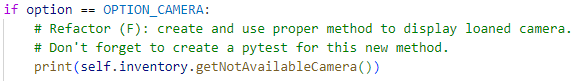 if option == OPTION_CAMERA:
    # Refactor (F): create and use proper method to display loaned camera.
    # Don't forget to create a pytest for this new method.
    print(self.inventory.getNotAvailableCamera())